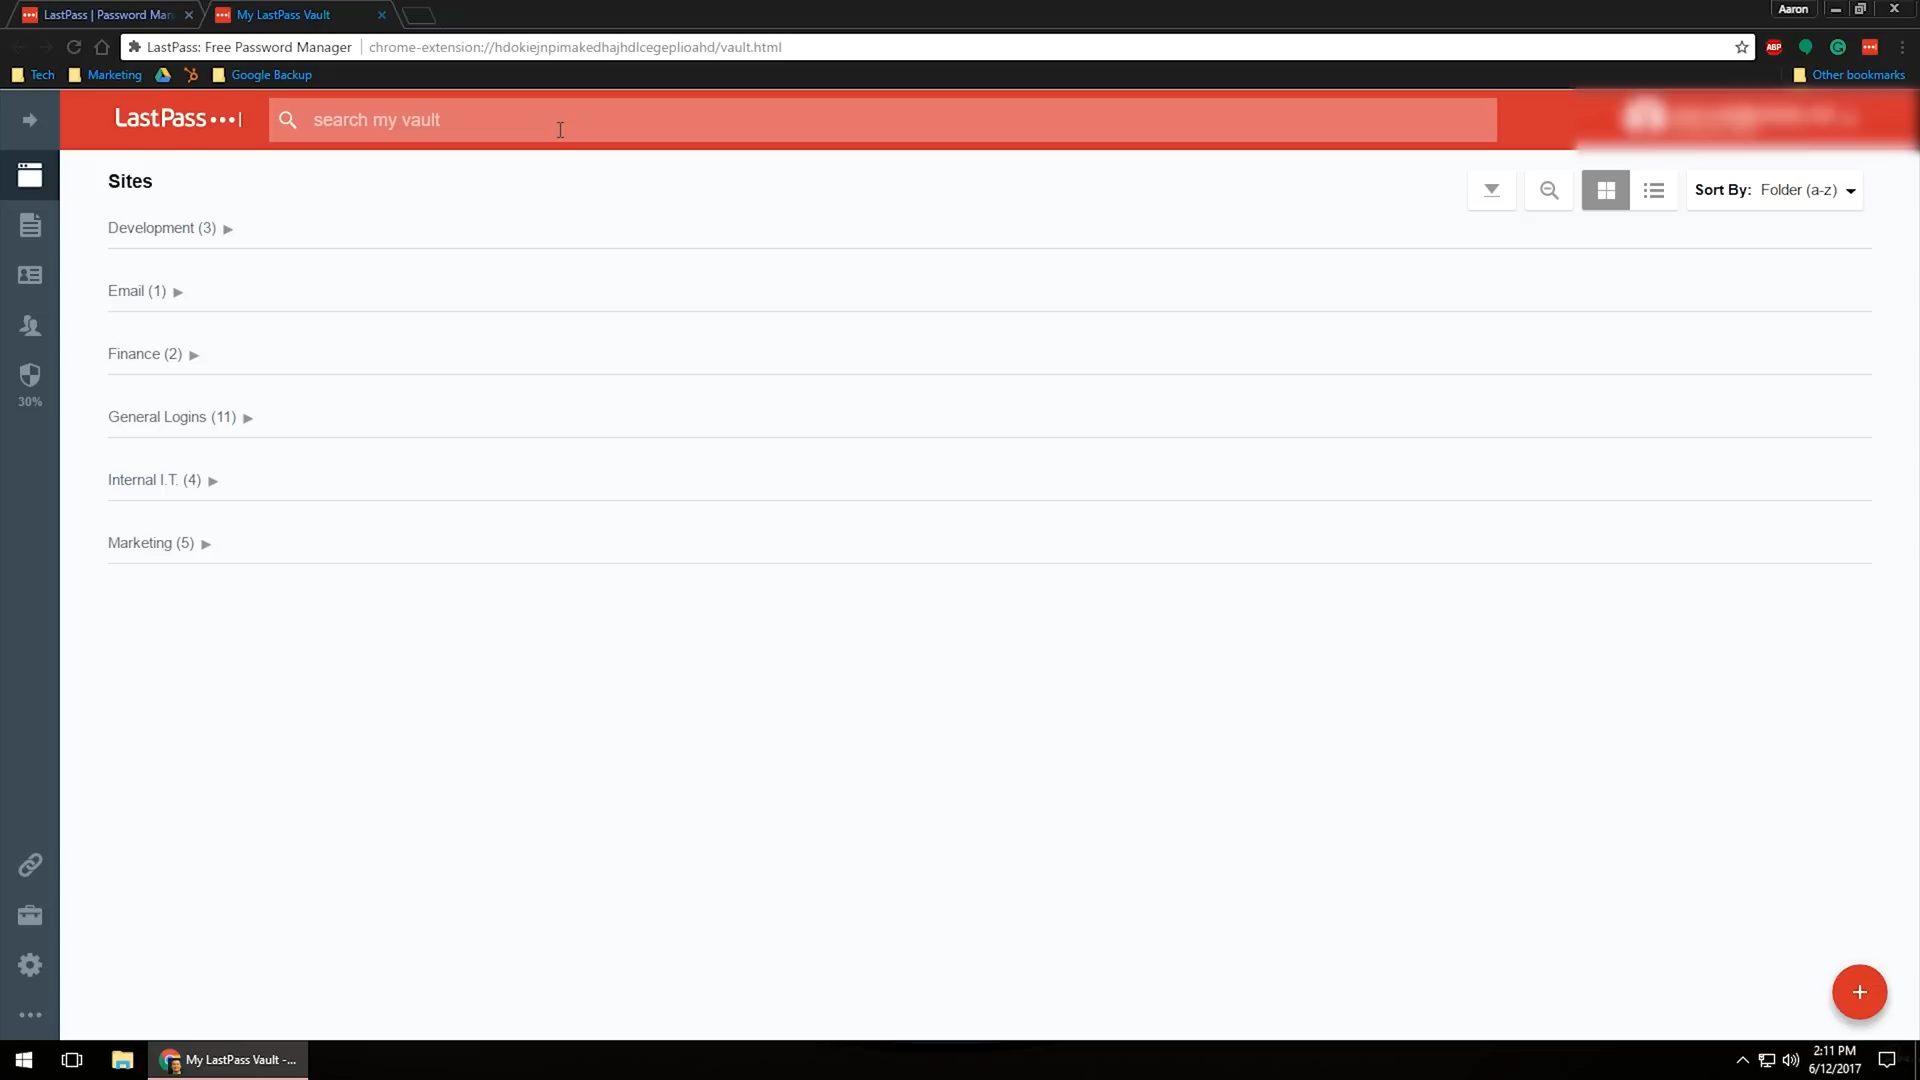 LastPass | Password Man
My LastPass Vault
Aaron
LastPass: Free Password Manager
chrome-extension://hdokiejnpimakedhajhdlcegeplioahd/vault.html
ABP
Tech
Marketing
Google Backup
Other bookmarks
LastPass
search my vault
Sites
Sort By: Folder (a-z)
Development (3)
Email (1)
Finance (2)
30%
General Logins (11)
Internal I.T. (4)
Marketing (5)
My LastPass Vault -...
2:11 PM
6/12/2017